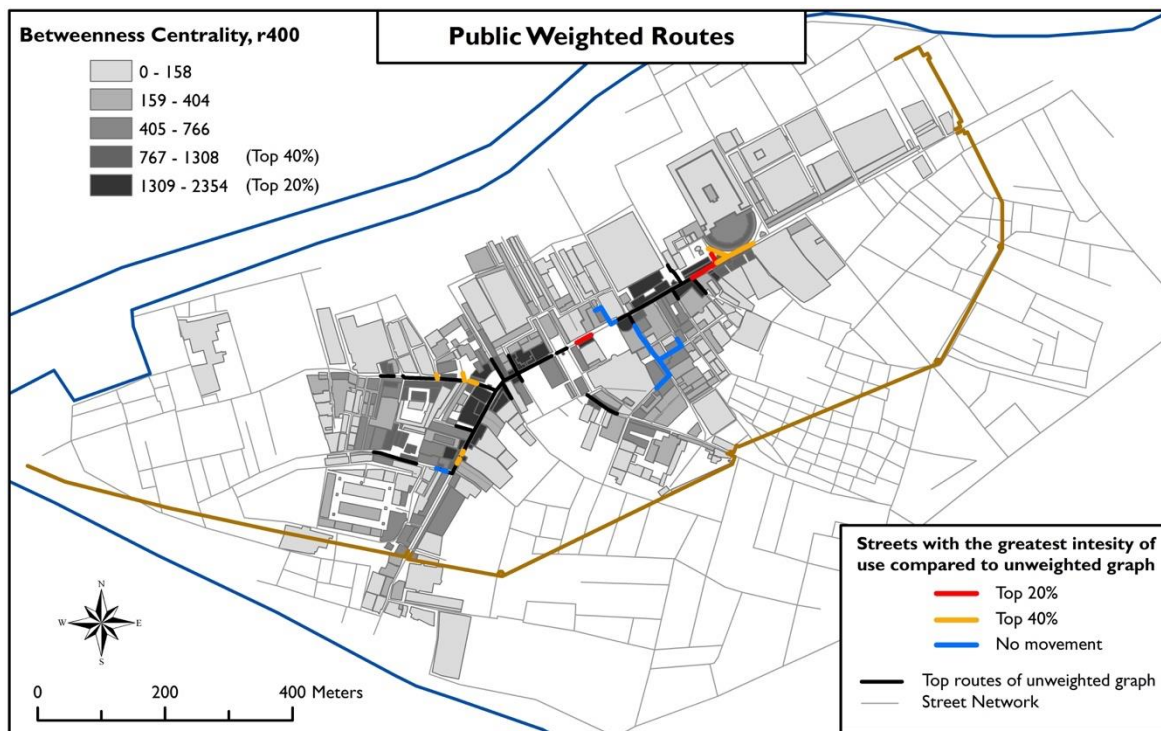 Public Weighted Routes
Betweenness Centrality, r400
0 - 158
159 - 404
405 - 766
767 - 1308 (Top 40%)
1309 - 2354 (Top 20%)
N
W E
S
0 200 400 Meters
Streets with the greatest intesity of
use compared to unweighted graph
Top 20%
Top 40%
No movement
Top routes of unweighted graph
Street Network